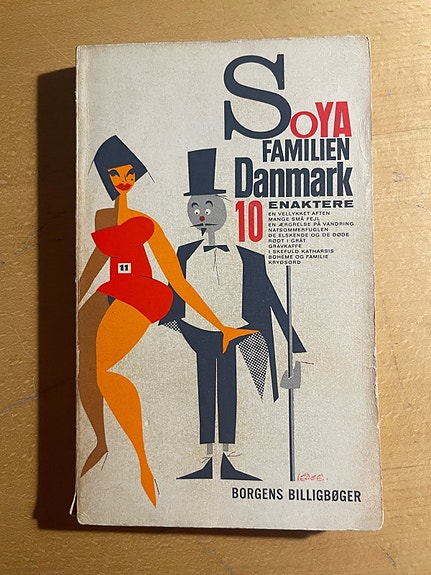 SOYA
FAMILIEN
Danmark
10 ENAKTERE
EN VELLYKKET AFTEN
MANGE SMÅ FEJL
EN ÆRGRELSE PÅ VANDRING
NATSOMMERFUGLEN
DE ELSKENDE OG DE DØDE
RØDT I GRÅT
GRAVKAFFE
I SKEFULD KATHARSIS
BOHEME OG FAMILIE
KRYDSORD
11
BORGENS BILLIGBØGER